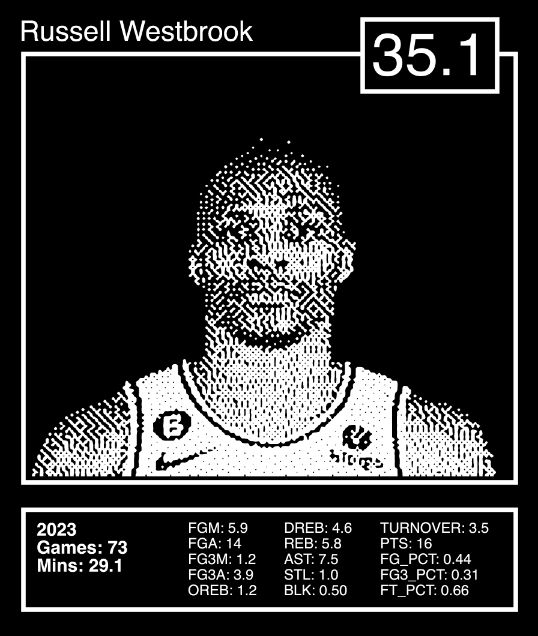 Russell Westbrook
35.1
6
2023
Games: 73
Mins: 29.1
FGM: 5.9
FGA: 14
FG3M: 1.2
FG3A: 3.9
OREB: 1.2
DREB: 4.6
REB: 5.8
AST: 7.5
STL: 1.0
BLK: 0.50
TURNOVER: 3.5
PTS: 16
FG_PCT: 0.44
FG3_PCT: 0.31
FT_PCT: 0.66